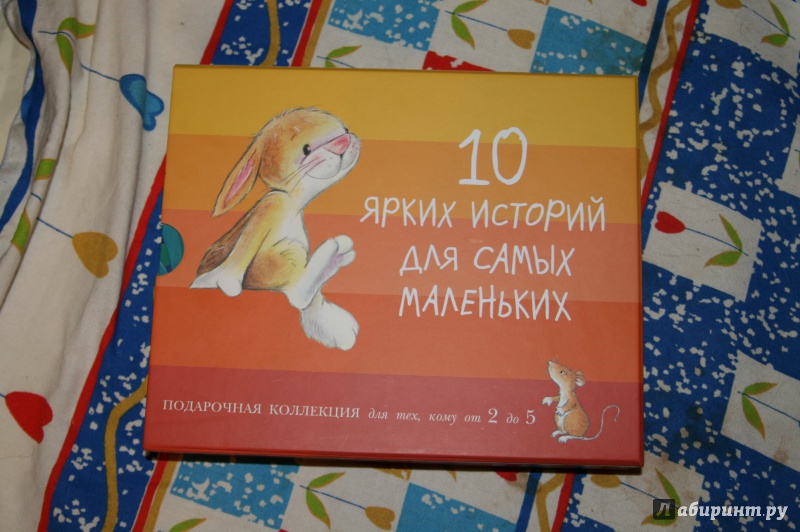 10
ЯРКИХ ИСТОРИЙ
ДЛЯ САМЫХ
МАЛЕНЬКИХ
ПОДАРОЧНАЯ КОЛЛЕКЦИЯ для тех, кому от 2 до 5
Лабиринт.ру